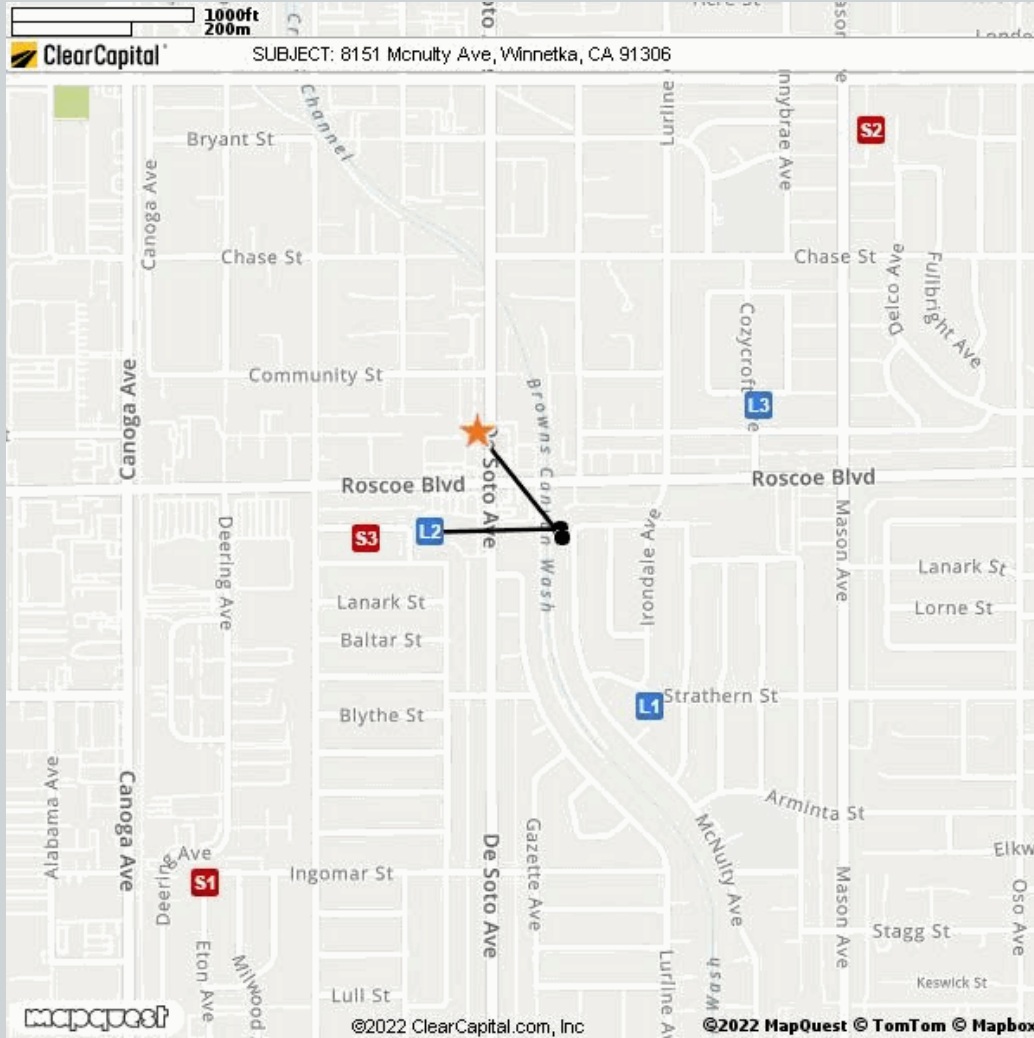 1000ft
200m
ClearCapital
SUBJECT: 8151 Mcnulty Ave, Winnetka, CA 91306
Channel
Bryant St
Lurline
S2
Canoga Ave
Chase St
Chase St
Delco Ave
Fullbright Ave
Cozycroft
Canoga Ave
Community St
Browns Canyon Wash
L3
De Soto Ave
Roscoe Blvd
Roscoe Blvd
S3
L2
Deering Ave
Irondale Ave
Mason Ave
Lanark St
Lanark St
Lorne St
Baltar St
L1
Strathern St
Blythe St
Alabama Ave
Canoga Ave
Arminta St
McNulty Ave
Gazette Ave
De Soto Ave
Deering Ave
S1
Ingomar St
Mason Ave
Oso Ave
Stagg St
Eton Ave
Milwood
Lurline
Wash
Keswick St
Lull St
mapquest
©2022 ClearCapital.com, Inc
©2022 MapQuest © TomTom © Mapbox